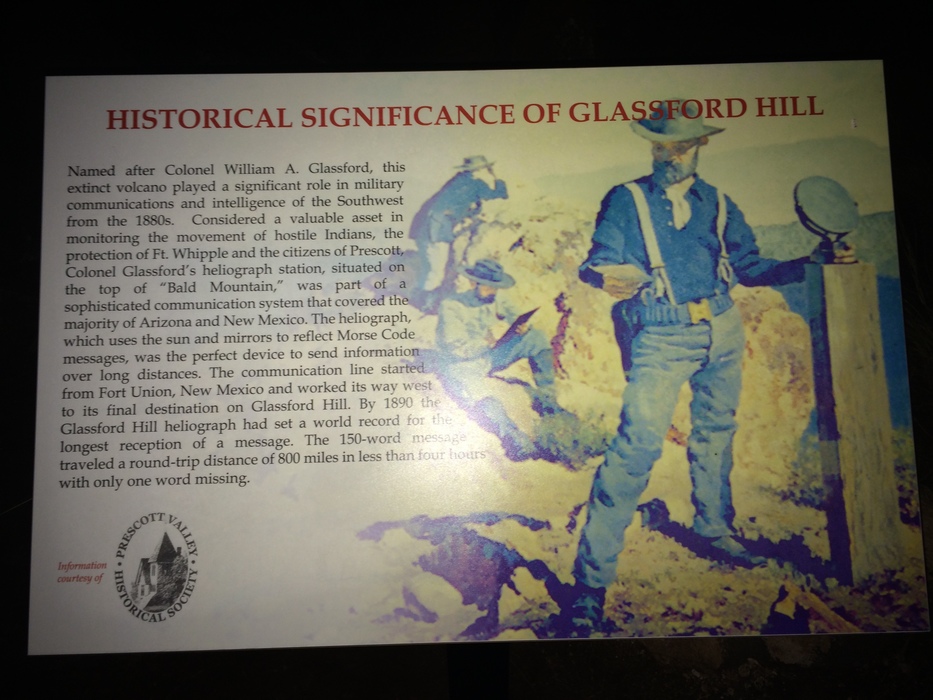 HISTORICAL SIGNIFICANCE OF GLASSFORD HILL
Named after Colonel William A. Glassford, this
extinct volcano played a significant role in military
communications and intelligence of the Southwest
from the 1880s. Considered a valuable asset in
monitoring the movement of hostile Indians, the
protection of Ft. Whipple and the citizens of Prescott,
Colonel Glassford's heliograph station, situated on
the top of "Bald Mountain," was part of a
sophisticated communication system that covered the
majority of Arizona and New Mexico. The heliograph,
which uses the sun and mirrors to reflect Morse Code
messages, was the perfect device to send information
over long distances. The communication line started
from Fort Union, New Mexico and worked its way west
to its final destination on Glassford Hill. By 1890 the
Glassford Hill heliograph had set a world record for the
longest reception of a message. The 150-word message
traveled a round-trip distance of 800 miles in less than four hours
with only one word missing.
Information
courtesy of
PRESCOTT VALLEY
HISTORICAL SOCIETY